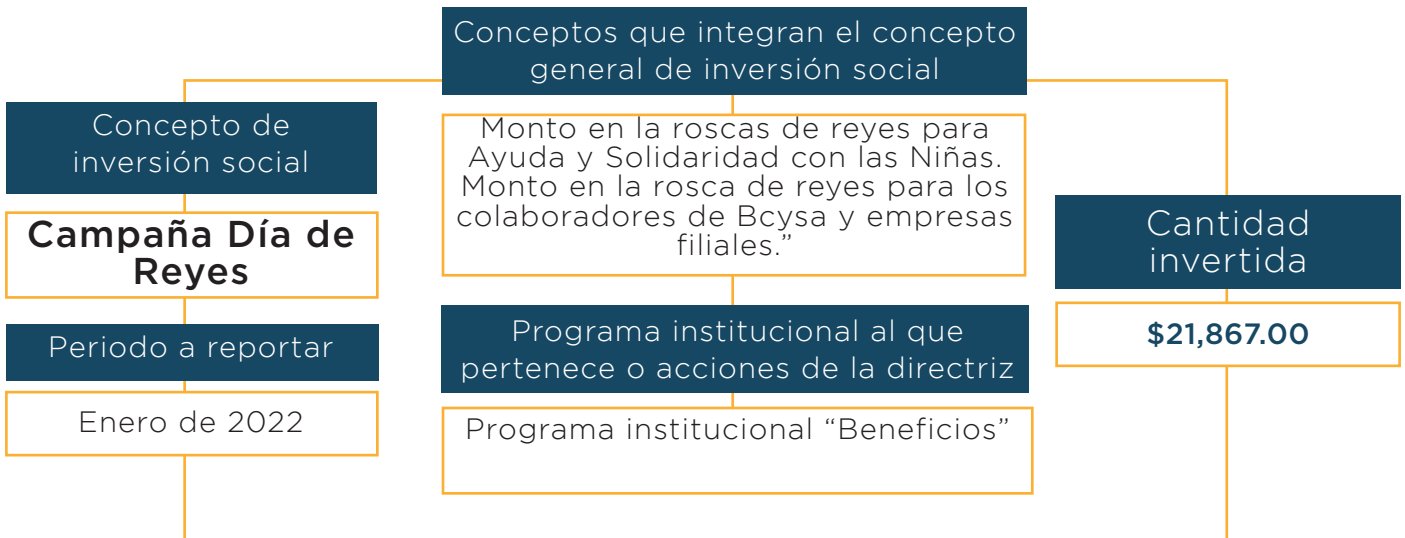 Conceptos que integran el concepto
general de inversión social
Concepto de
inversión social
Campaña Día de
Reyes
Periodo a reportar
Enero de 2022
Monto en la roscas de reyes para
Ayuda y Solidaridad con las Niñas.
Monto en la rosca de reyes para los
colaboradores de Bcysa y empresas
filiales.”
Programa institucional al que
pertenece o acciones de la directriz
Programa institucional “Beneficios”
Cantidad
invertida
$21,867.00